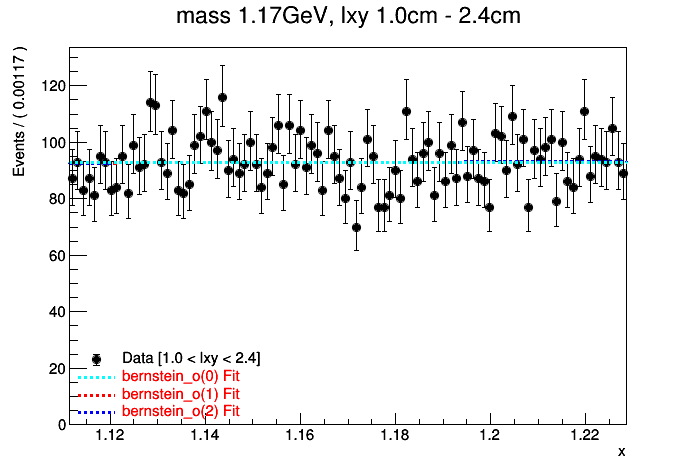 mass 1.17GeV, lxy 1.0cm - 2.4cm
Events / ( 0.00117 )
120
100
80
60
40
20
0
Data [1.0 < lxy < 2.4]
bernstein_o(0) Fit
bernstein_o(1) Fit
bernstein_o(2) Fit
1.12 1.14 1.16 1.18 1.2 1.22
x